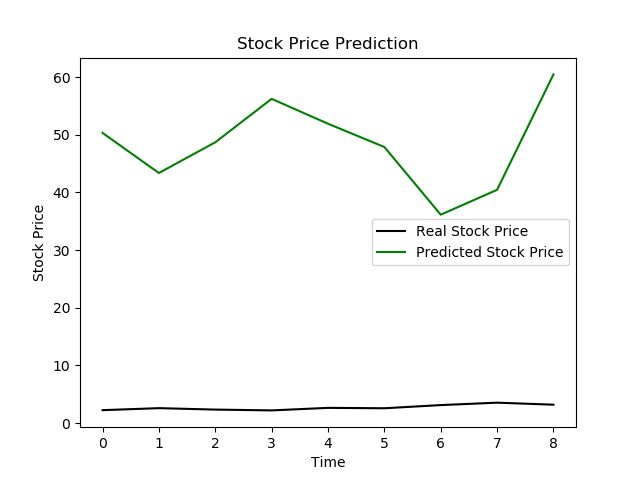 Stock Price Prediction
60
50
40
30
20
10
0
Stock Price
Real Stock Price
Predicted Stock Price
0 1 2 3 4 5 6 7 8
Time